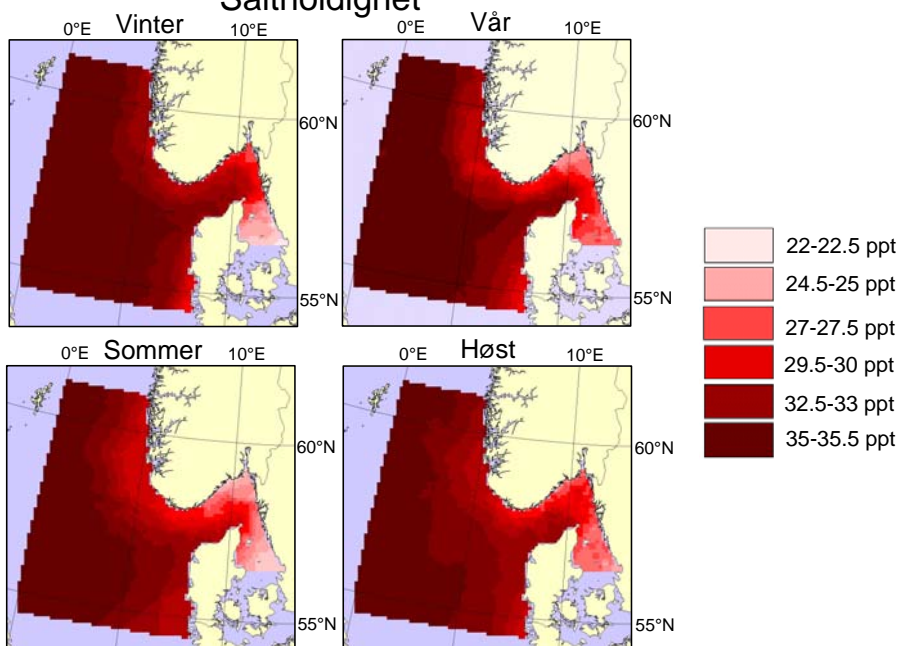 Saltholdighet
0°E Vinter 10°E
0°E Vår 10°E
60°N
60°N
55°N
55°N
0°E Sommer 10°E
0°E Høst 10°E
60°N
60°N
55°N
55°N
22-22.5 ppt
24.5-25 ppt
27-27.5 ppt
29.5-30 ppt
32.5-33 ppt
35-35.5 ppt